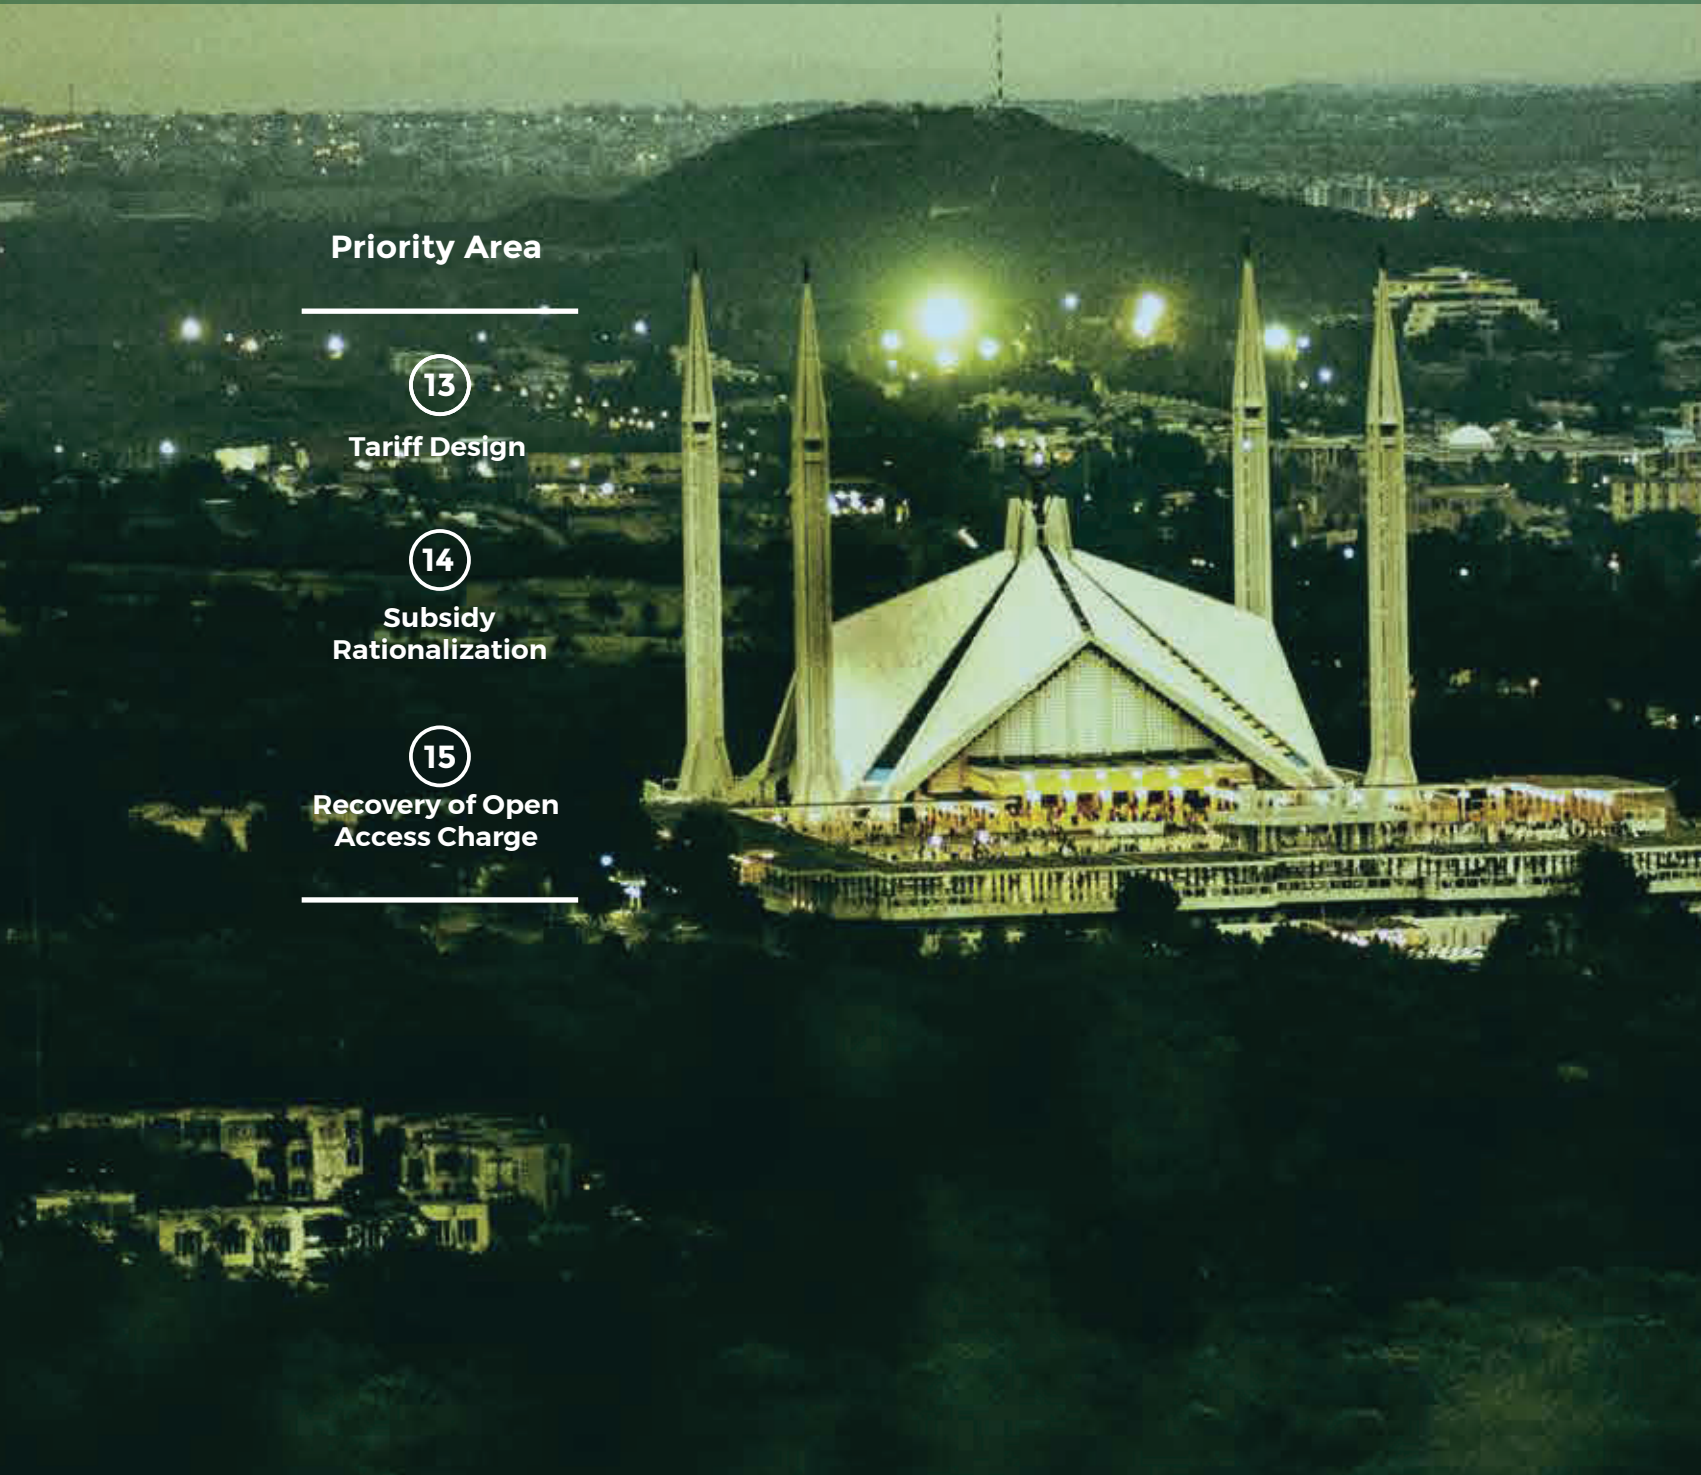 Priority Area
13
Tariff Design
14
Subsidy
Rationalization
15
Recovery of Open
Access Charge